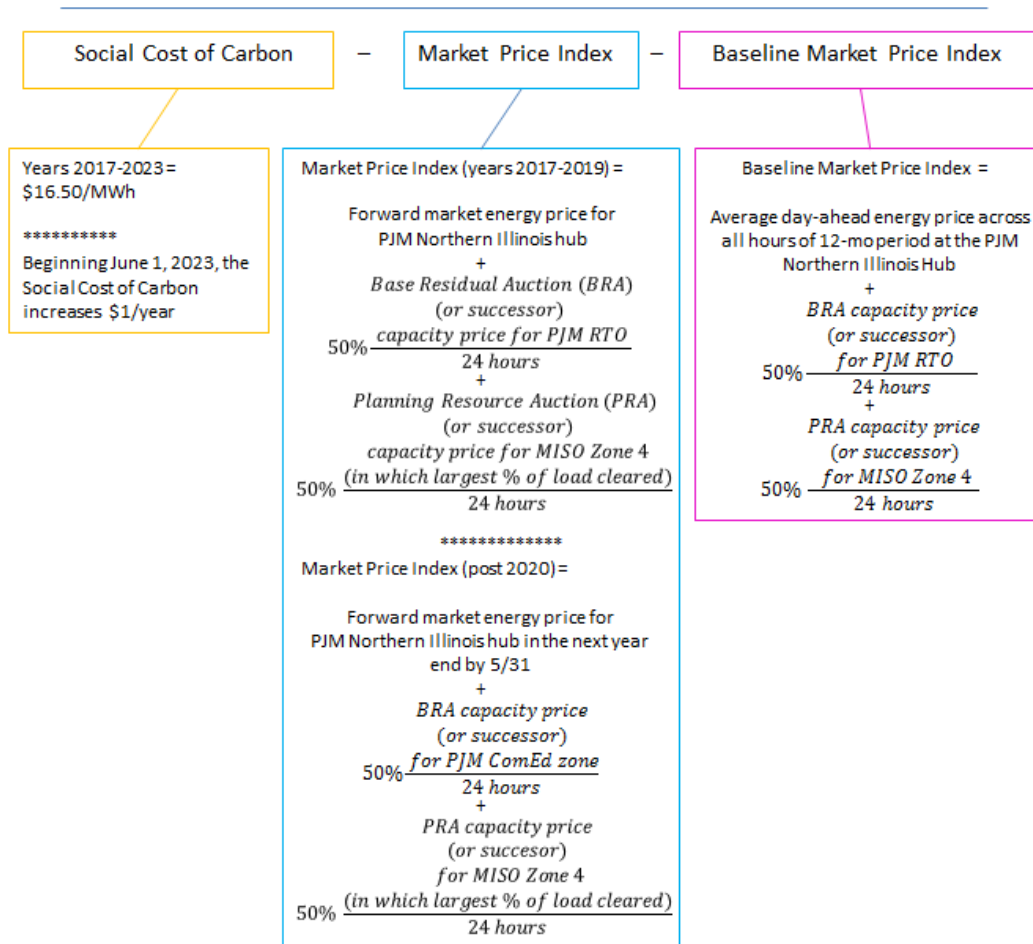 Social Cost of Carbon – Market Price Index – Baseline Market Price Index
Years 2017-2023 =
$16.50/MWh
**********
Beginning June 1, 2023, the
Social Cost of Carbon
increases $1/year
Market Price Index (years 2017-2019) =
Forward market energy price for
PJM Northern Illinois hub
+
Base Residual Auction (BRA)
(or successor)
capacity price for PJM RTO
50%
24 hours
+
Planning Resource Auction (PRA)
(or successor)
capacity price for MISO Zone 4
(in which largest % of load cleared)
50%
24 hours
*************
Market Price Index (post 2020) =
Forward market energy price for
PJM Northern Illinois hub in the next year
end by 5/31
+
BRA capacity price
(or successor)
for PJM ComEd zone
50%
24 hours
+
PRA capacity price
(or succesor)
for MISO Zone 4
(in which largest % of load cleared)
50%
24 hours
Baseline Market Price Index =
Average day-ahead energy price across
all hours of 12-mo period at the PJM
Northern Illinois Hub
+
BRA capacity price
(or successor)
for PJM RTO
50%
24 hours
+
PRA capacity price
(or successor)
for MISO Zone 4
50%
24 hours